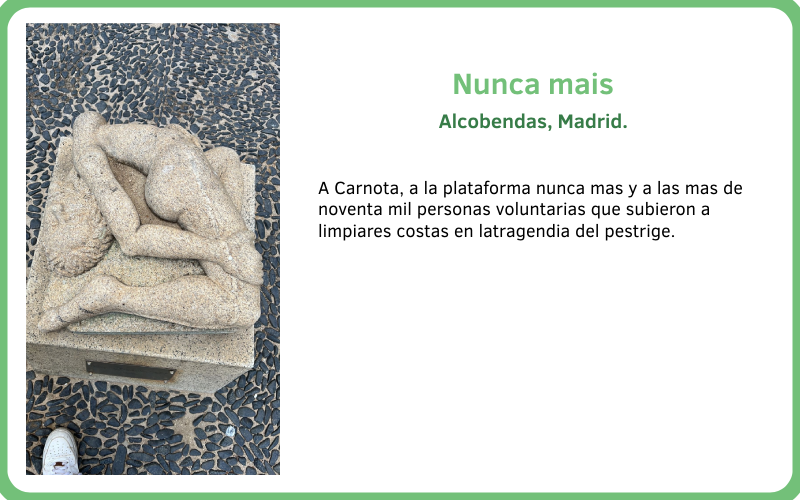 Nunca mais
Alcobendas, Madrid.
A Carnota, a la plataforma nunca mas y a las mas de
noventa mil personas voluntarias que subieron a
limpiares costas en latragendia del pestrige.